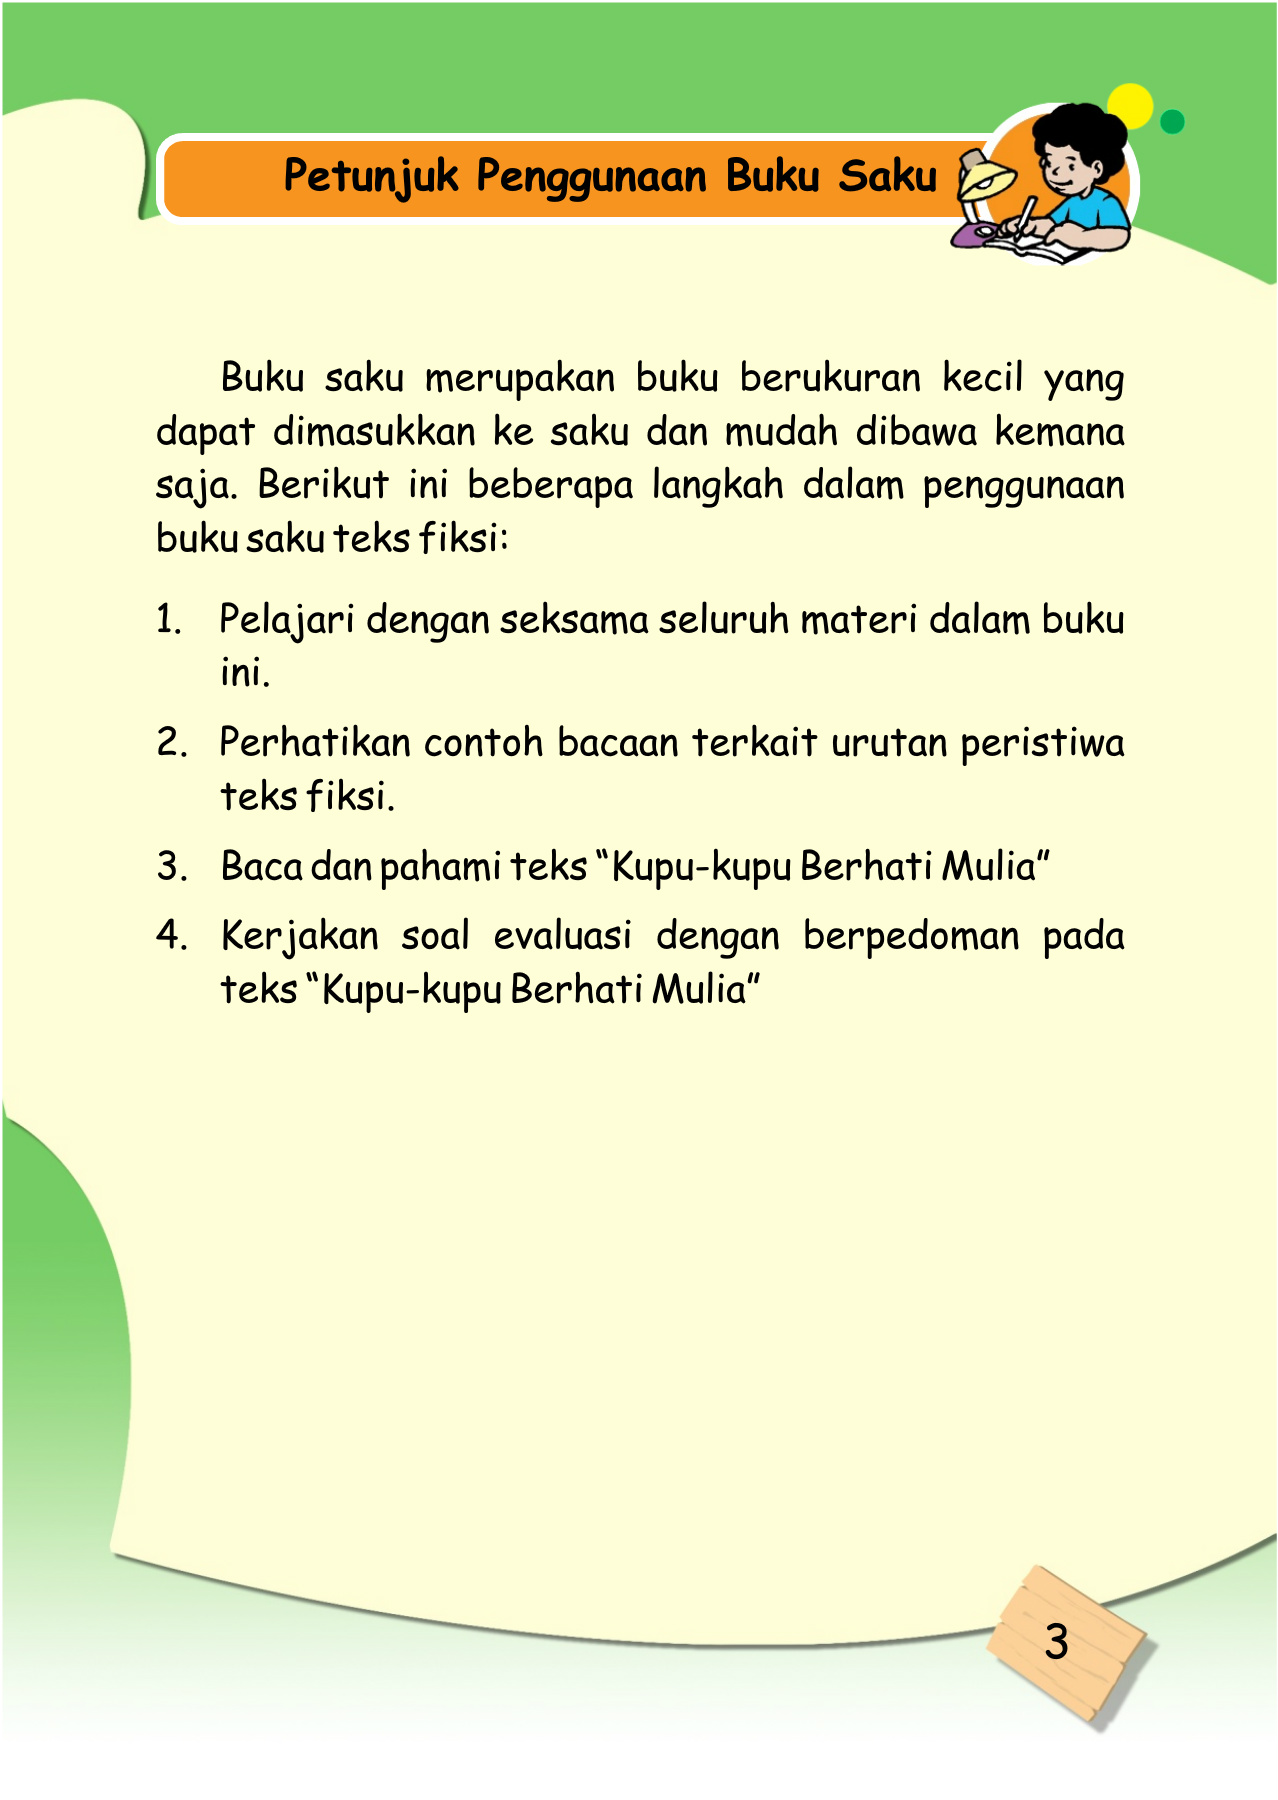 Petunjuk Penggunaan Buku Saku
Buku saku merupakan buku berukuran kecil yang
dapat dimasukkan ke saku dan mudah dibawa kemana
saja. Berikut ini beberapa langkah dalam penggunaan
buku saku teks fiksi:
1. Pelajari dengan seksama seluruh materi dalam buku
ini.
2. Perhatikan contoh bacaan terkait urutan peristiwa
teks fiksi.
3. Baca dan pahami teks “Kupu-kupu Berhati Mulia”
4. Kerjakan soal evaluasi dengan berpedoman pada
teks “Kupu-kupu Berhati Mulia”
3